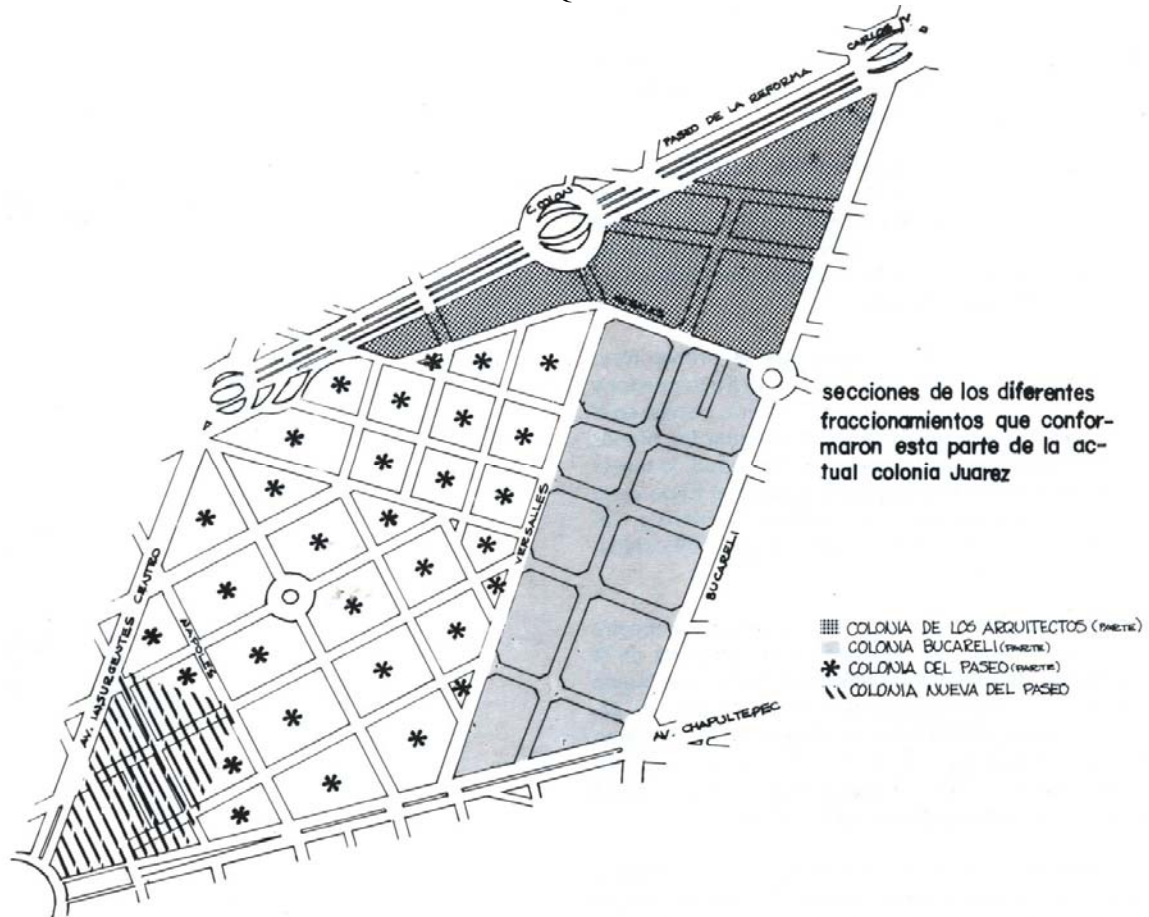 CARLOS IV
PASEO DE LA REFORMA
C. COLON
VERSALLES
BUCARELI
AV. INSURGENTES CENTRO
NAPOLES
AV. CHAPULTEPEC
secciones de los diferentes
fraccionamientos que confor-
maron esta parte de la ac-
tual colonia Juarez
COLONIA DE LOS ARQUITECTOS (PARTE)
COLONIA BUCARELI (PARTE)
COLONIA DEL PASEO (PARTE)
COLONIA NUEVA DEL PASEO